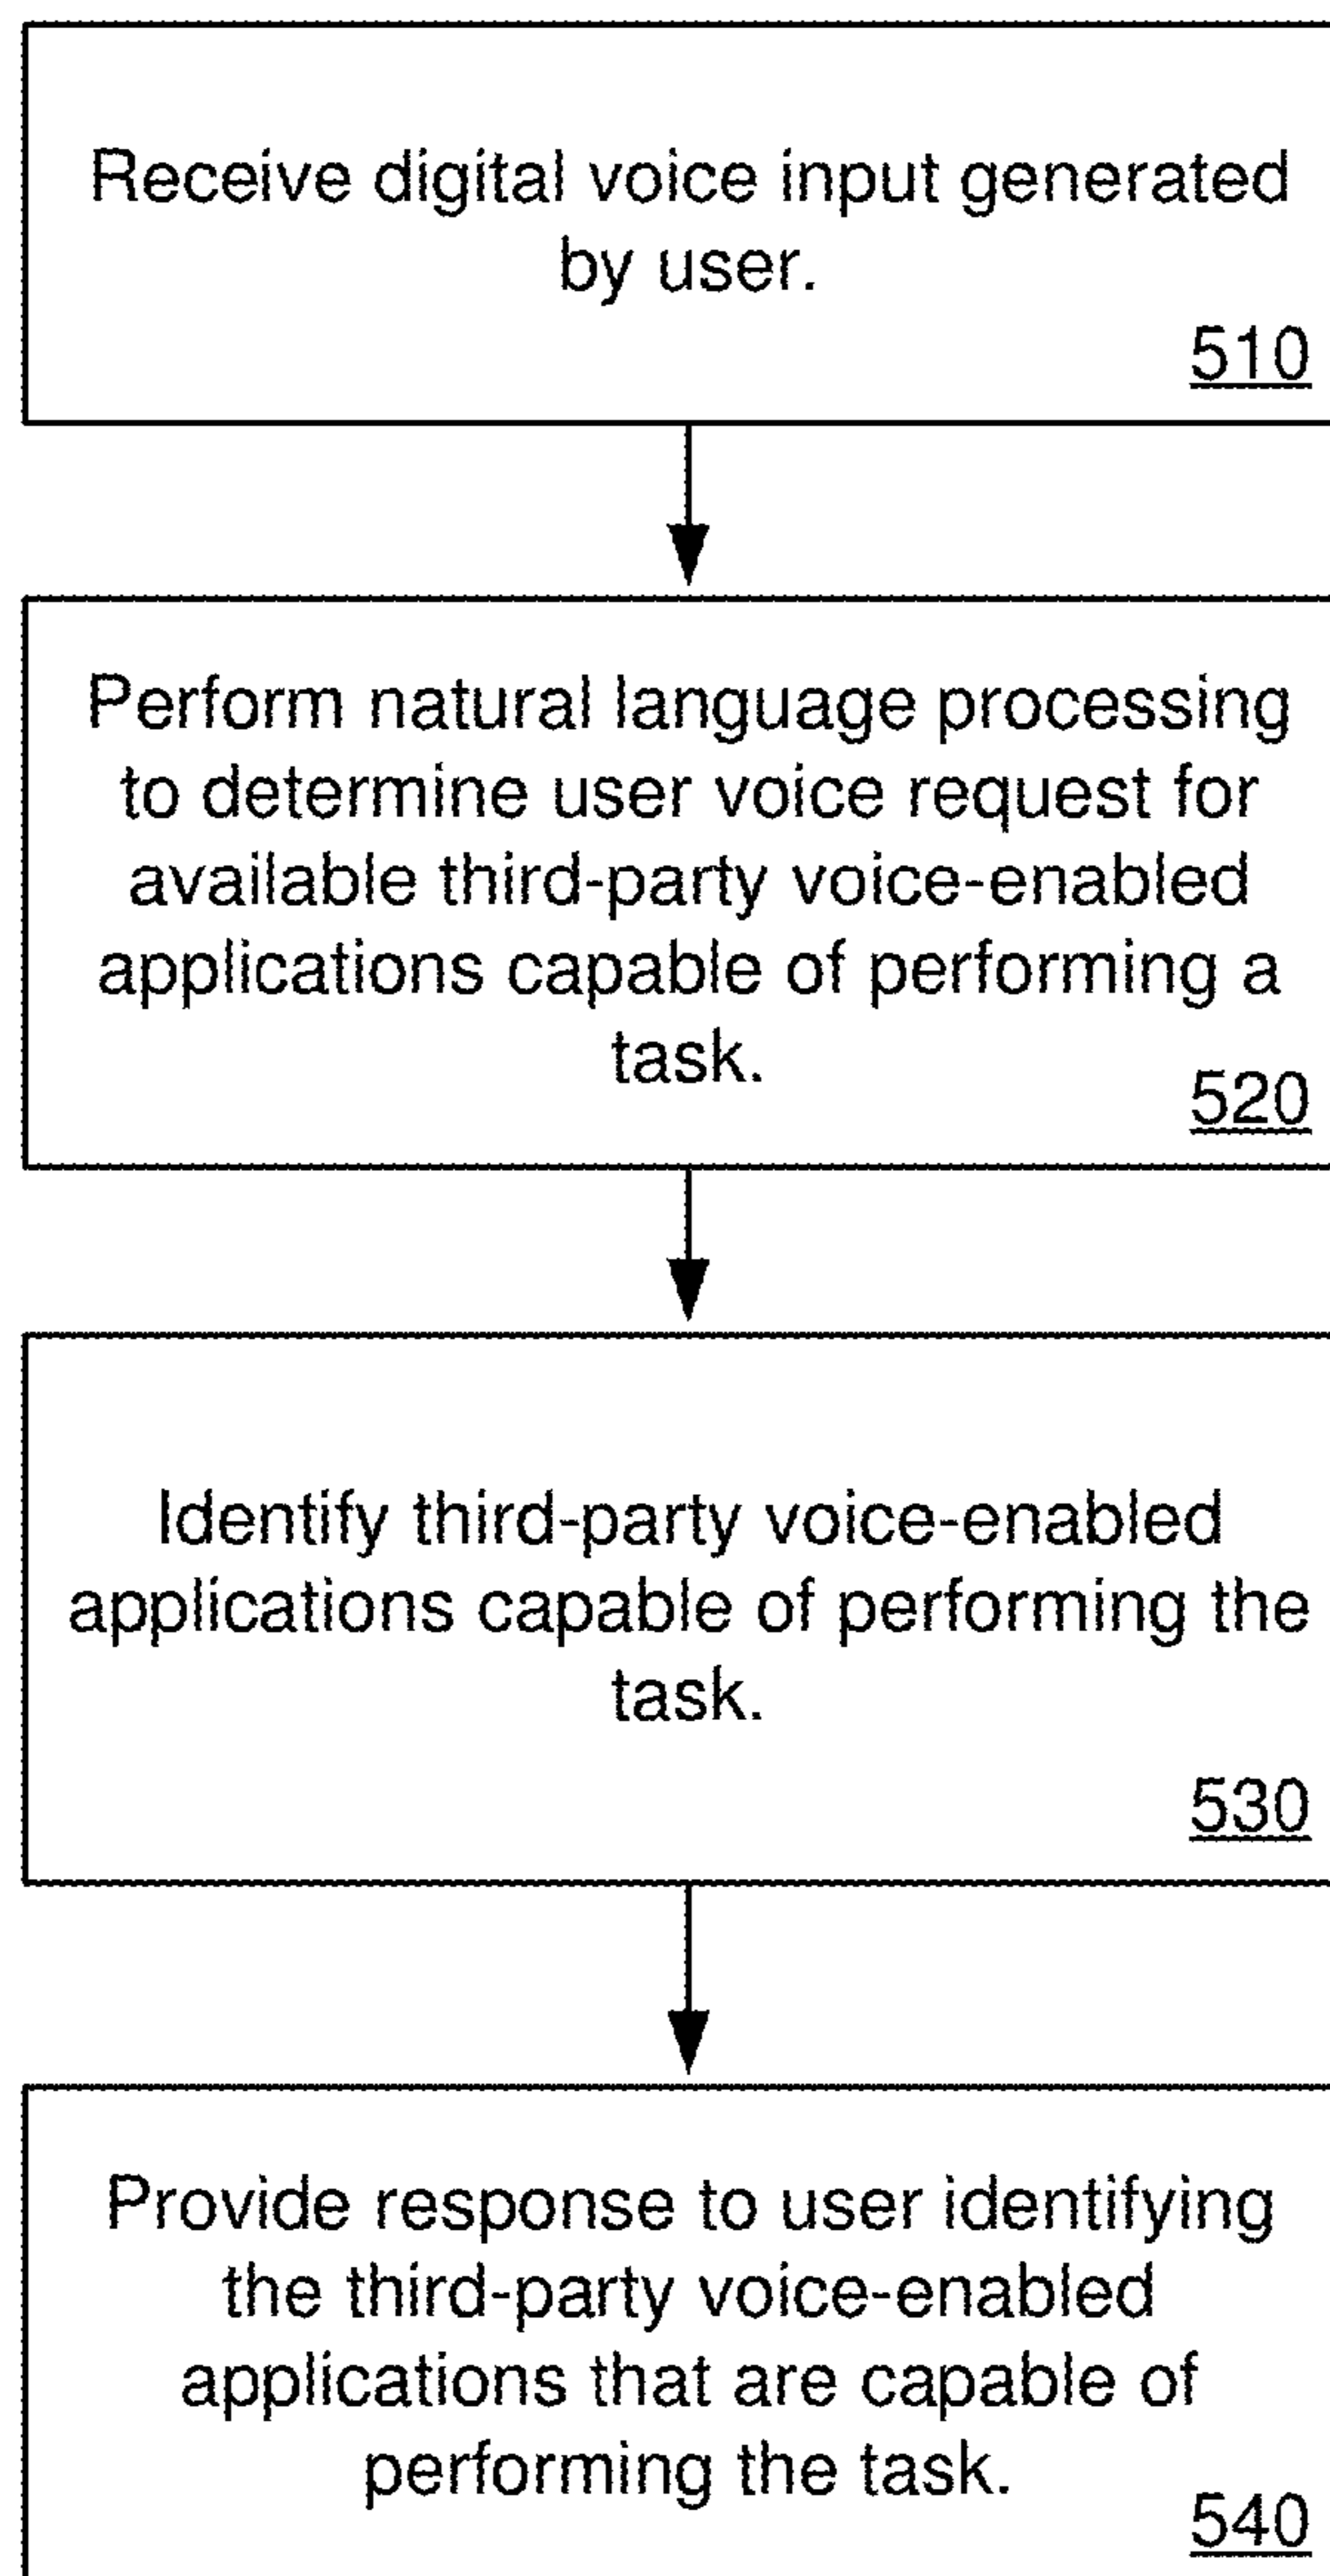 Receive digital voice input generated
by user.
510
Perform natural language processing
to determine user voice request for
available third-party voice-enabled
applications capable of performing a
task.
520
Identify third-party voice-enabled
applications capable of performing the
task.
530
Provide response to user identifying
the third-party voice-enabled
applications that are capable of
performing the task.
540